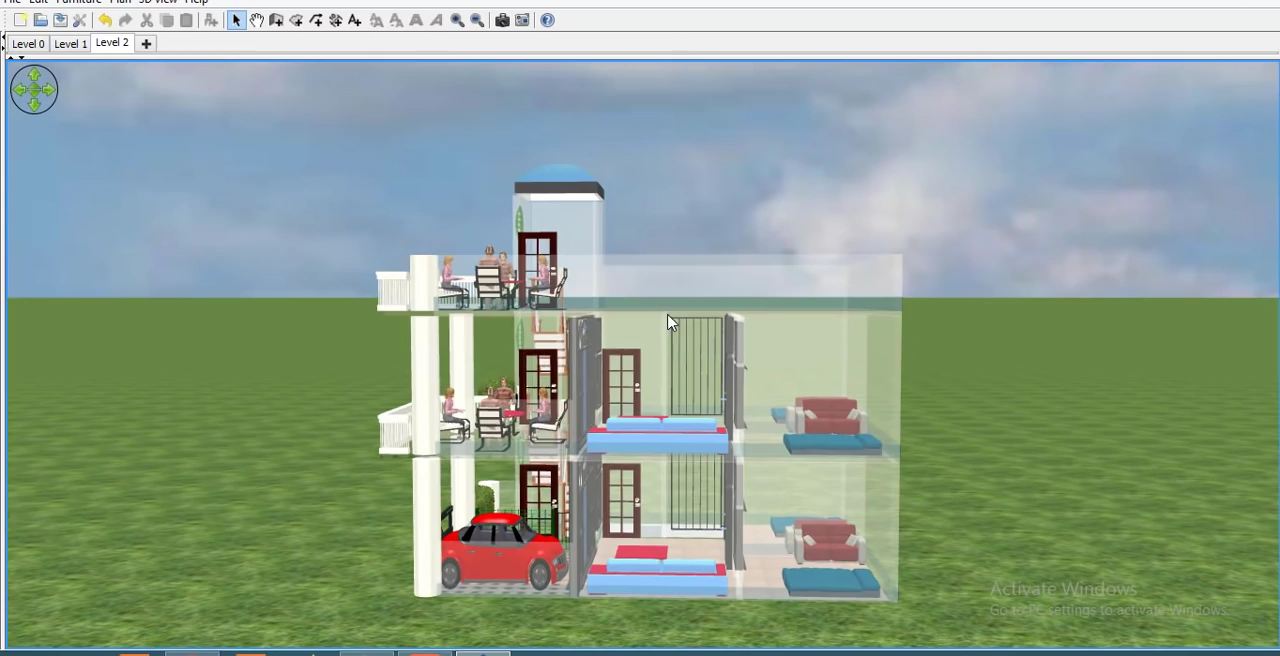 File Edit Furniture Plan 3D view Help
Level 0 Level 1 Level 2
Activate Windows
Go to PC settings to activate Windows.